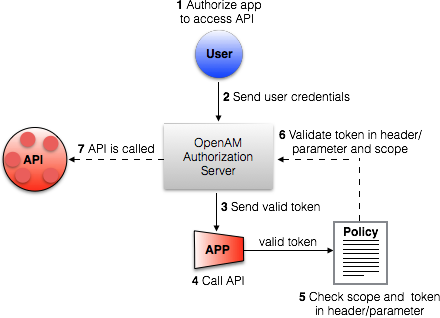 1 Authorize app
to access API
User
2 Send user credentials
OpenAM
Authorization
Server
6 Validate token in header/
parameter and scope
7 API is called
API
3 Send valid token
APP
valid token
Policy
4 Call API
5 Check scope and token
in header/parameter